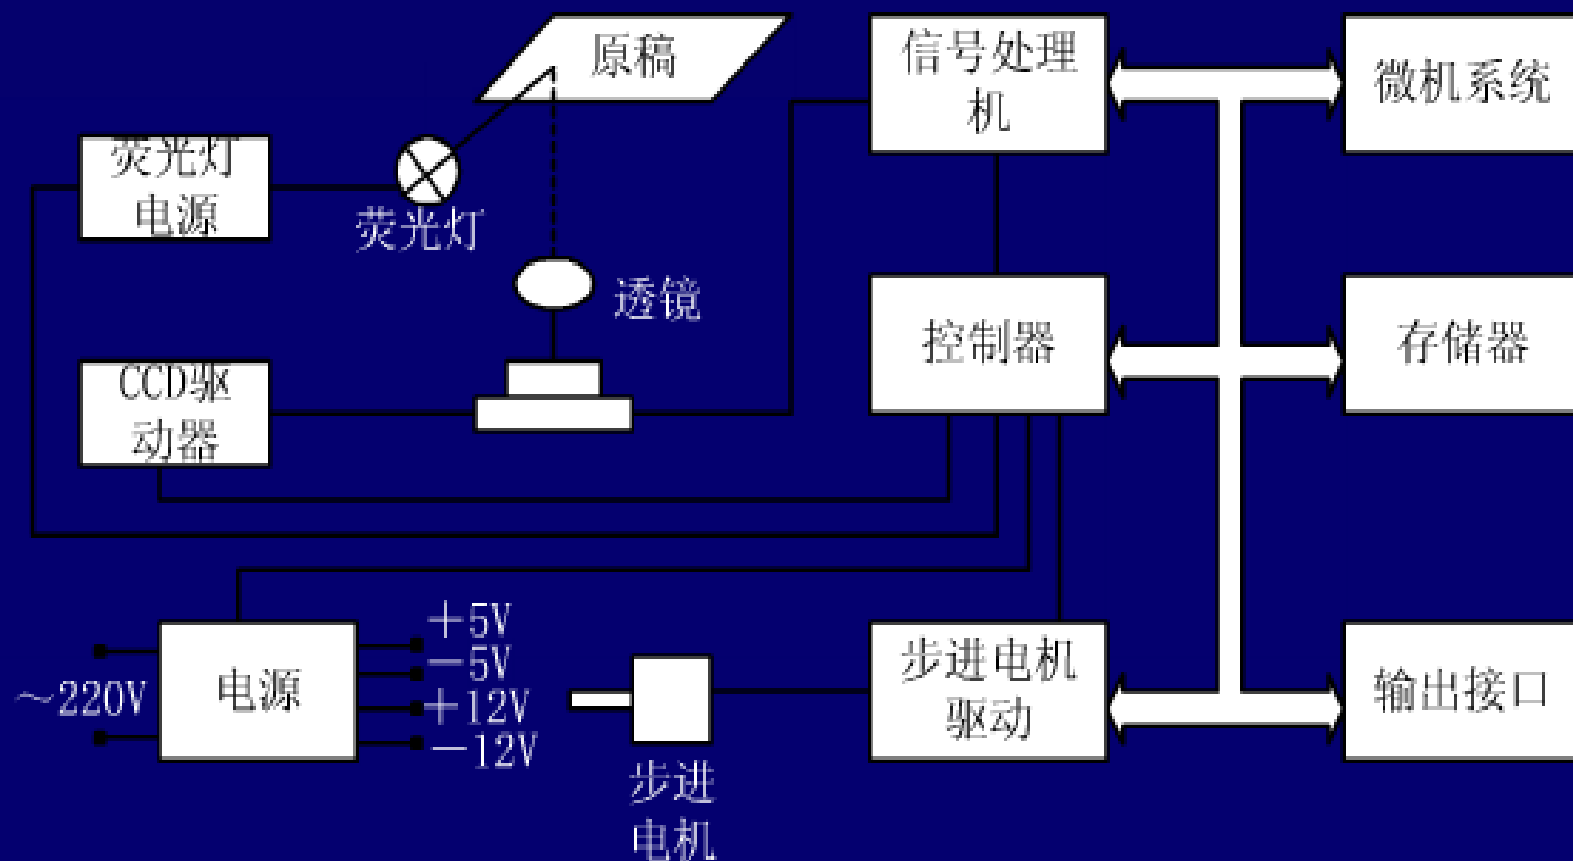 原稿
信号处理
机
微机系统
荧光灯
电源
荧光灯
透镜
控制器
存储器
CCD驱
动器
+5V
-5V
+12V
-12V
~220V
电源
步进
电机
步进电机
驱动
输出接口